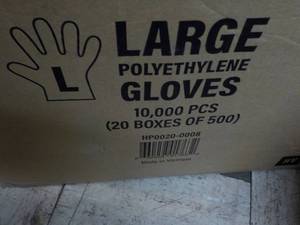 L
LARGE
POLYETHYLENE
GLOVES
10,000 PCS
(20 BOXES OF 500)
HP0020-0008
Made in Vietnam